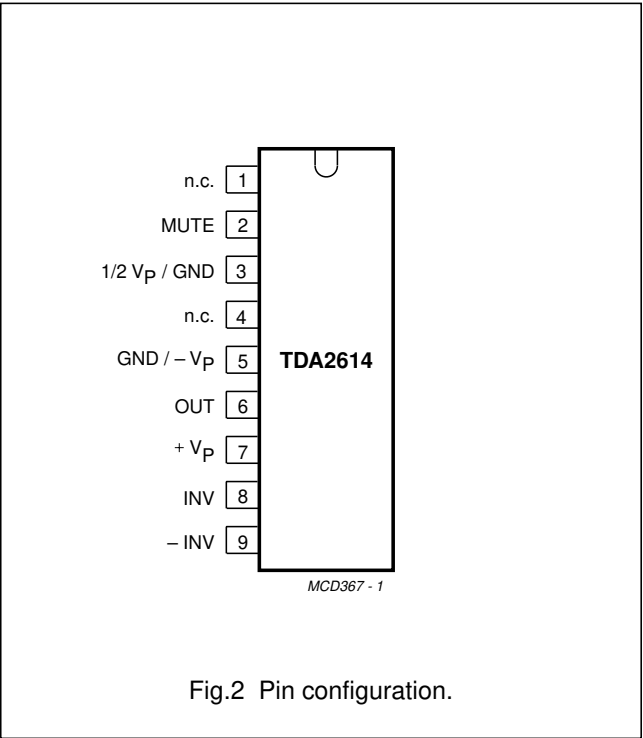 n.c. 1
MUTE 2
1/2 VP / GND 3
n.c. 4
GND / – VP 5
TDA2614
OUT 6
+ VP 7
INV 8
– INV 9
MCD367 - 1
Fig.2 Pin configuration.